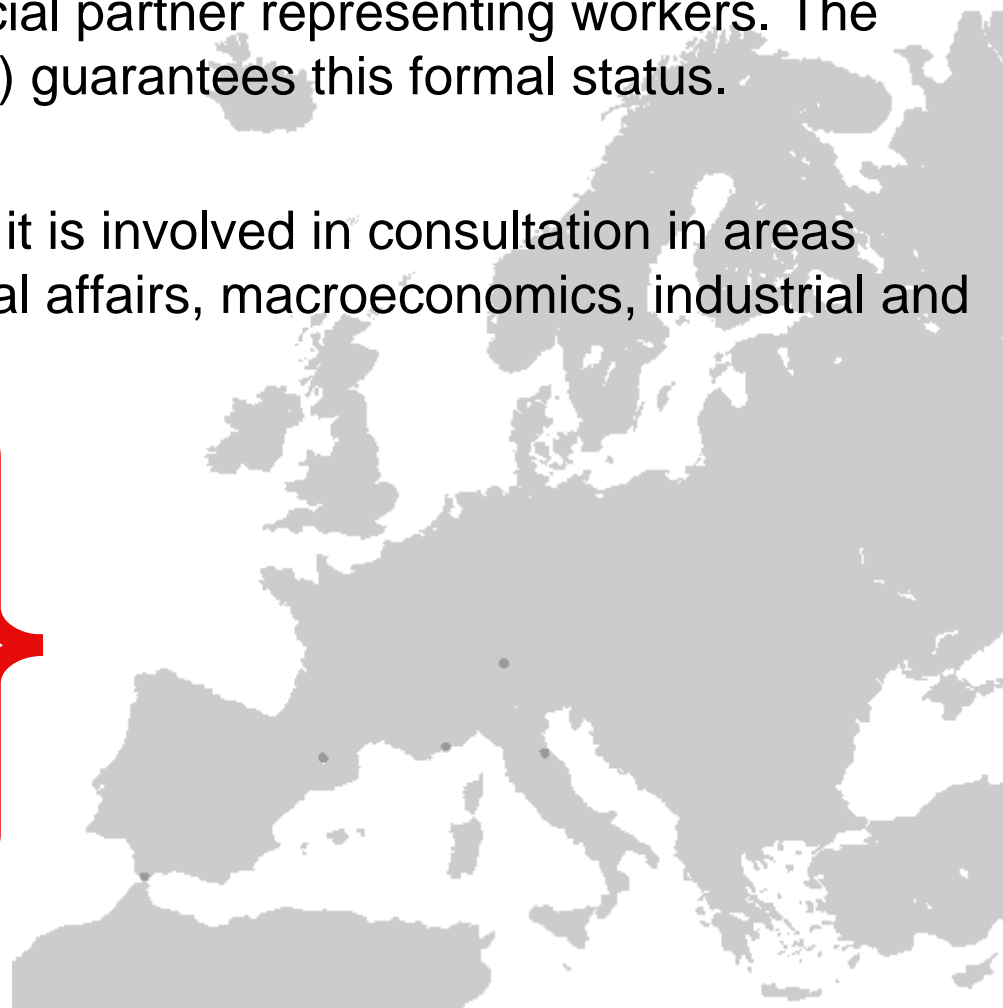 cial partner representing workers. The
) guarantees this formal status.
it is involved in consultation in areas
al affairs, macroeconomics, industrial and